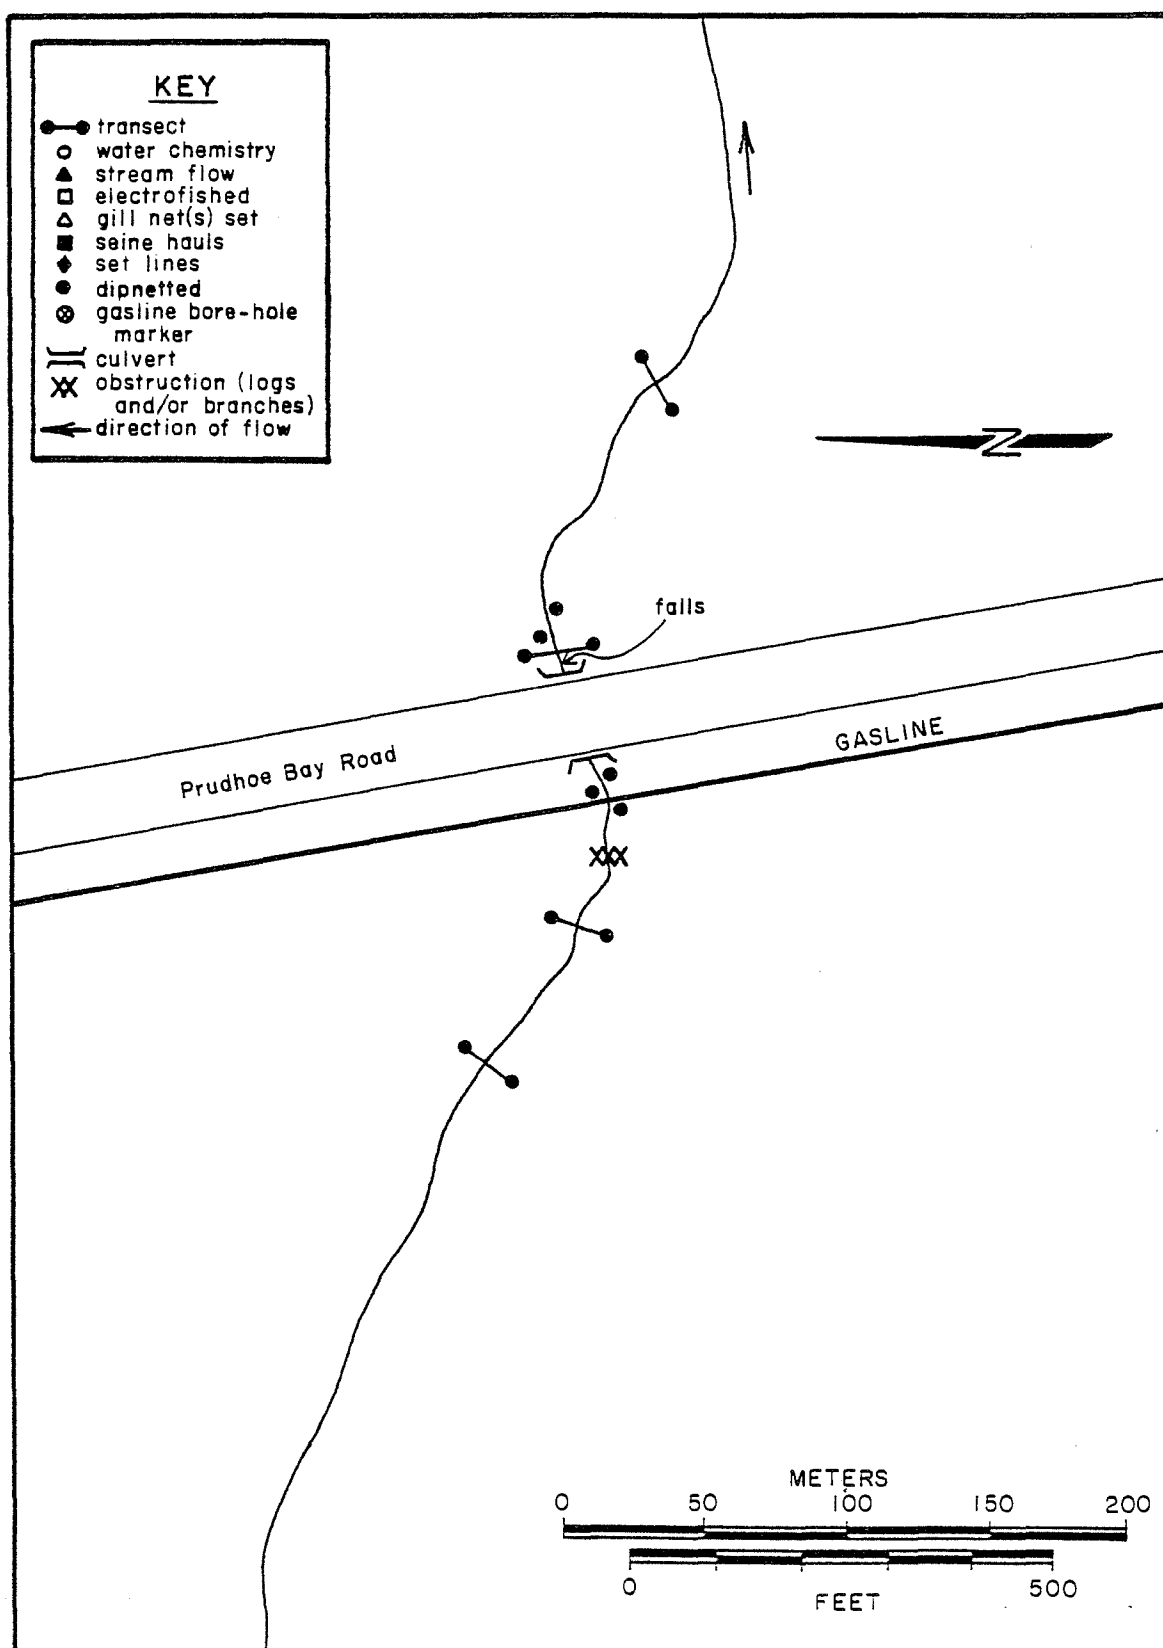 KEY
transect
water chemistry
stream flow
electrofished
gill net(s) set
seine hauls
set lines
dipnetted
gasline bore-hole
marker
culvert
obstruction (logs
and/or branches)
direction of flow
N
falls
GASLINE
Prudhoe Bay Road
XXX
METERS
0 50 100 150 200
0 500
FEET